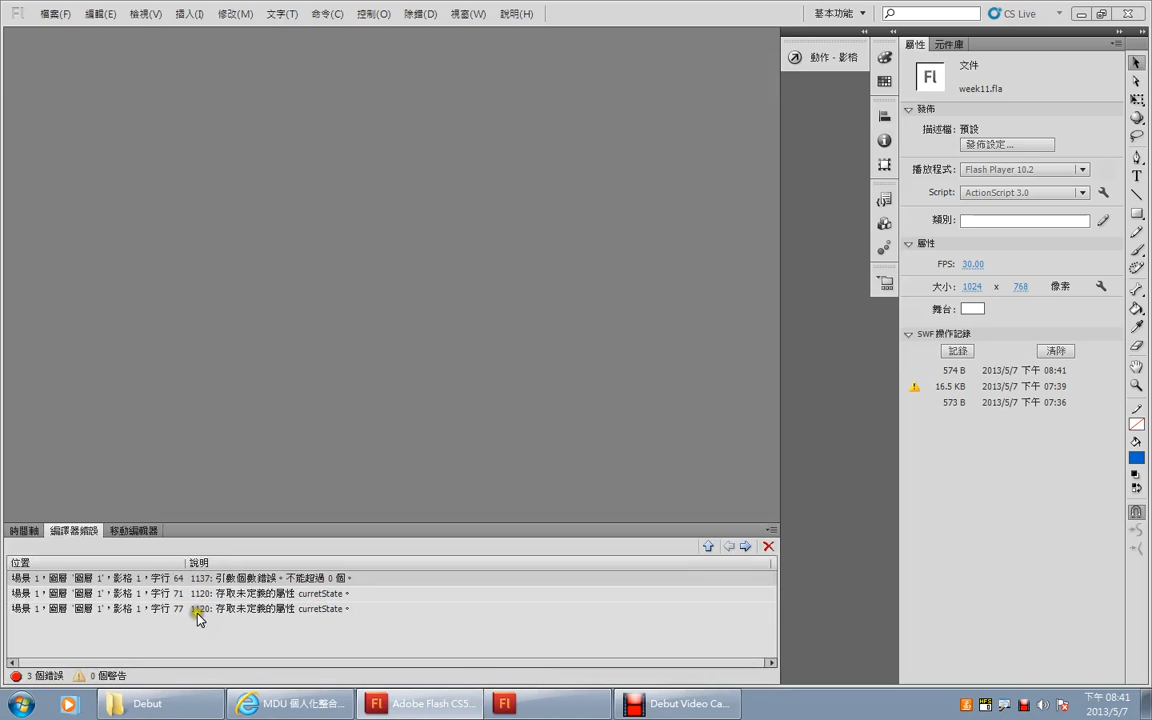 Fl 檔案(F) 編輯(E) 檢視(V) 插入(I) 修改(M) 文字(T) 命令(C) 控制(O) 除錯(D) 視窗(W) 說明(H) 基本功能 CS Live
動作 - 影格
屬性 元件庫
Fl
文件
week11.fla
發佈
描述檔: 預設
發佈設定...
播放程式: Flash Player 10.2
Script: ActionScript 3.0
類別:
屬性
FPS: 30.00
大小: 1024 x 768 像素
舞台:
SWF 操作記錄
記錄 清除
574 B 2013/5/7 下午 08:41
16.5 KB 2013/5/7 下午 07:39
573 B 2013/5/7 下午 07:36
時間軸 編譯器錯誤 移動編輯器
位置 說明
場景 1，圖層 '圖層 1'，影格 1，字行 64 1137: 引數個數錯誤。不能超過 0 個。
場景 1，圖層 '圖層 1'，影格 1，字行 71 1120: 存取未定義的屬性 curretState。
場景 1，圖層 '圖層 1'，影格 1，字行 77 1120: 存取未定義的屬性 curretState。
3 個錯誤 0 個警告
Debut MDU 個人化整合... Adobe Flash CS5... Fl Debut Video Ca...
下午 08:41
2013/5/7